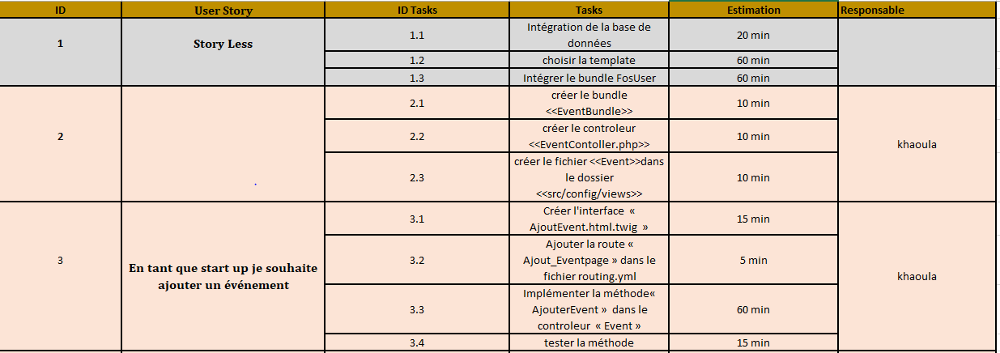 ID User Story ID Tasks Tasks Estimation Responsable
1 Story Less
1.1 Intégration de la base de
données 20 min
1.2 choisir la template 60 min
1.3 Intégrer le bundle FosUser 60 min
2 khaoula
2.1 créer le bundle
<<EventBundle>> 10 min
2.2 créer le controleur
<<EventContoller.php>> 10 min
2.3 créer le fichier <<Event>>dans
le dossier
<<src/config/views>> 10 min
3 En tant que start up je souhaite
ajouter un événement khaoula
3.1 Créer l'interface «
AjoutEvent.html.twig » 15 min
3.2 Ajouter la route «
Ajout_Eventpage » dans le
fichier routing.yml 5 min
3.3 Implémenter la méthode«
AjouterEvent » dans le
controleur « Event » 60 min
3.4 tester la méthode 15 min